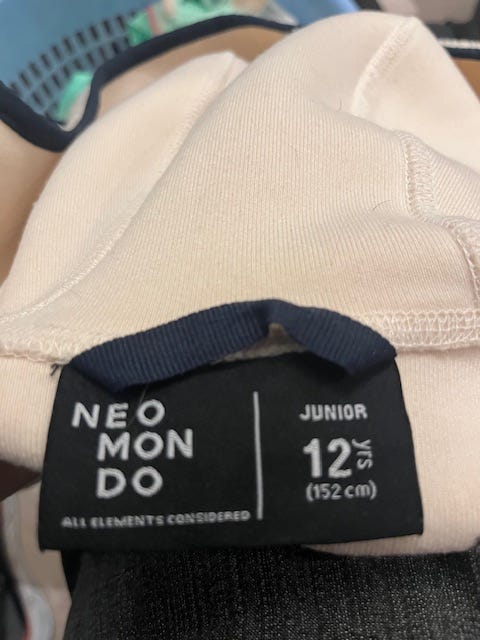 NEO
MON
DO
ALL ELEMENTS CONSIDERED
JUNIOR
12 yrs
(152 cm)